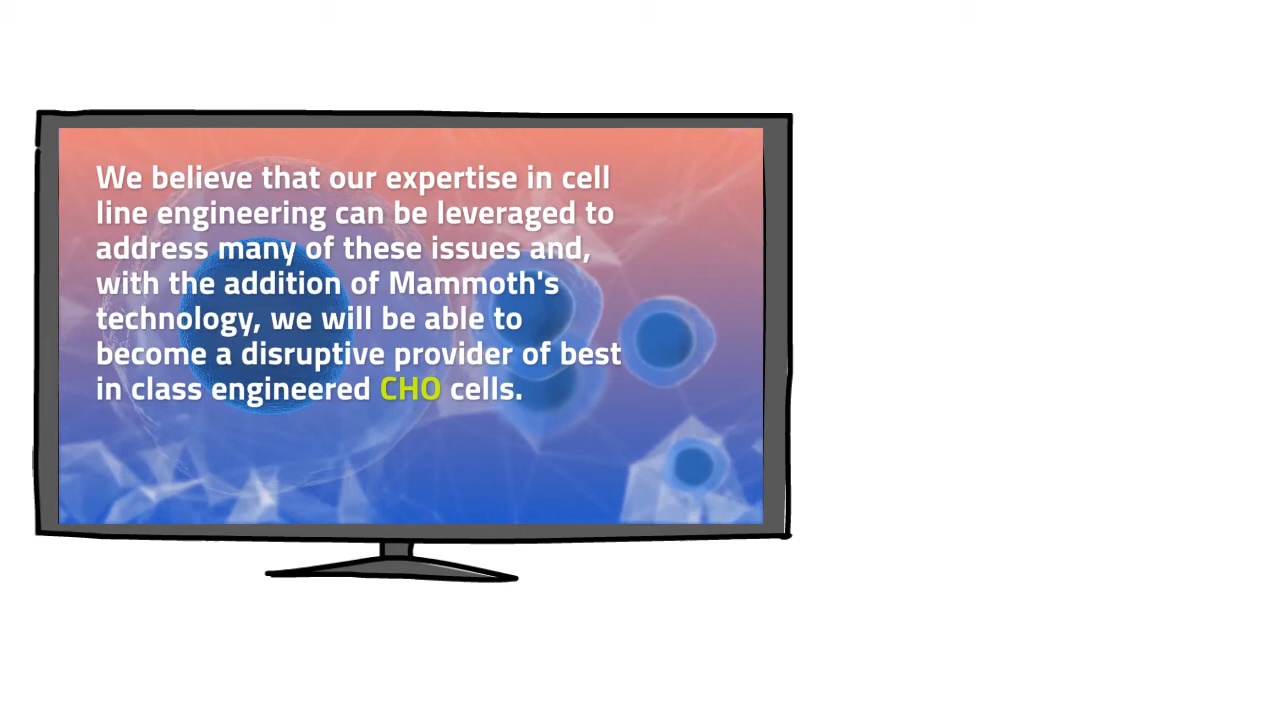 We believe that our expertise in cell
line engineering can be leveraged to
address many of these issues and,
with the addition of Mammoth's
technology, we will be able to
become a disruptive provider of best
in class engineered CHO cells.